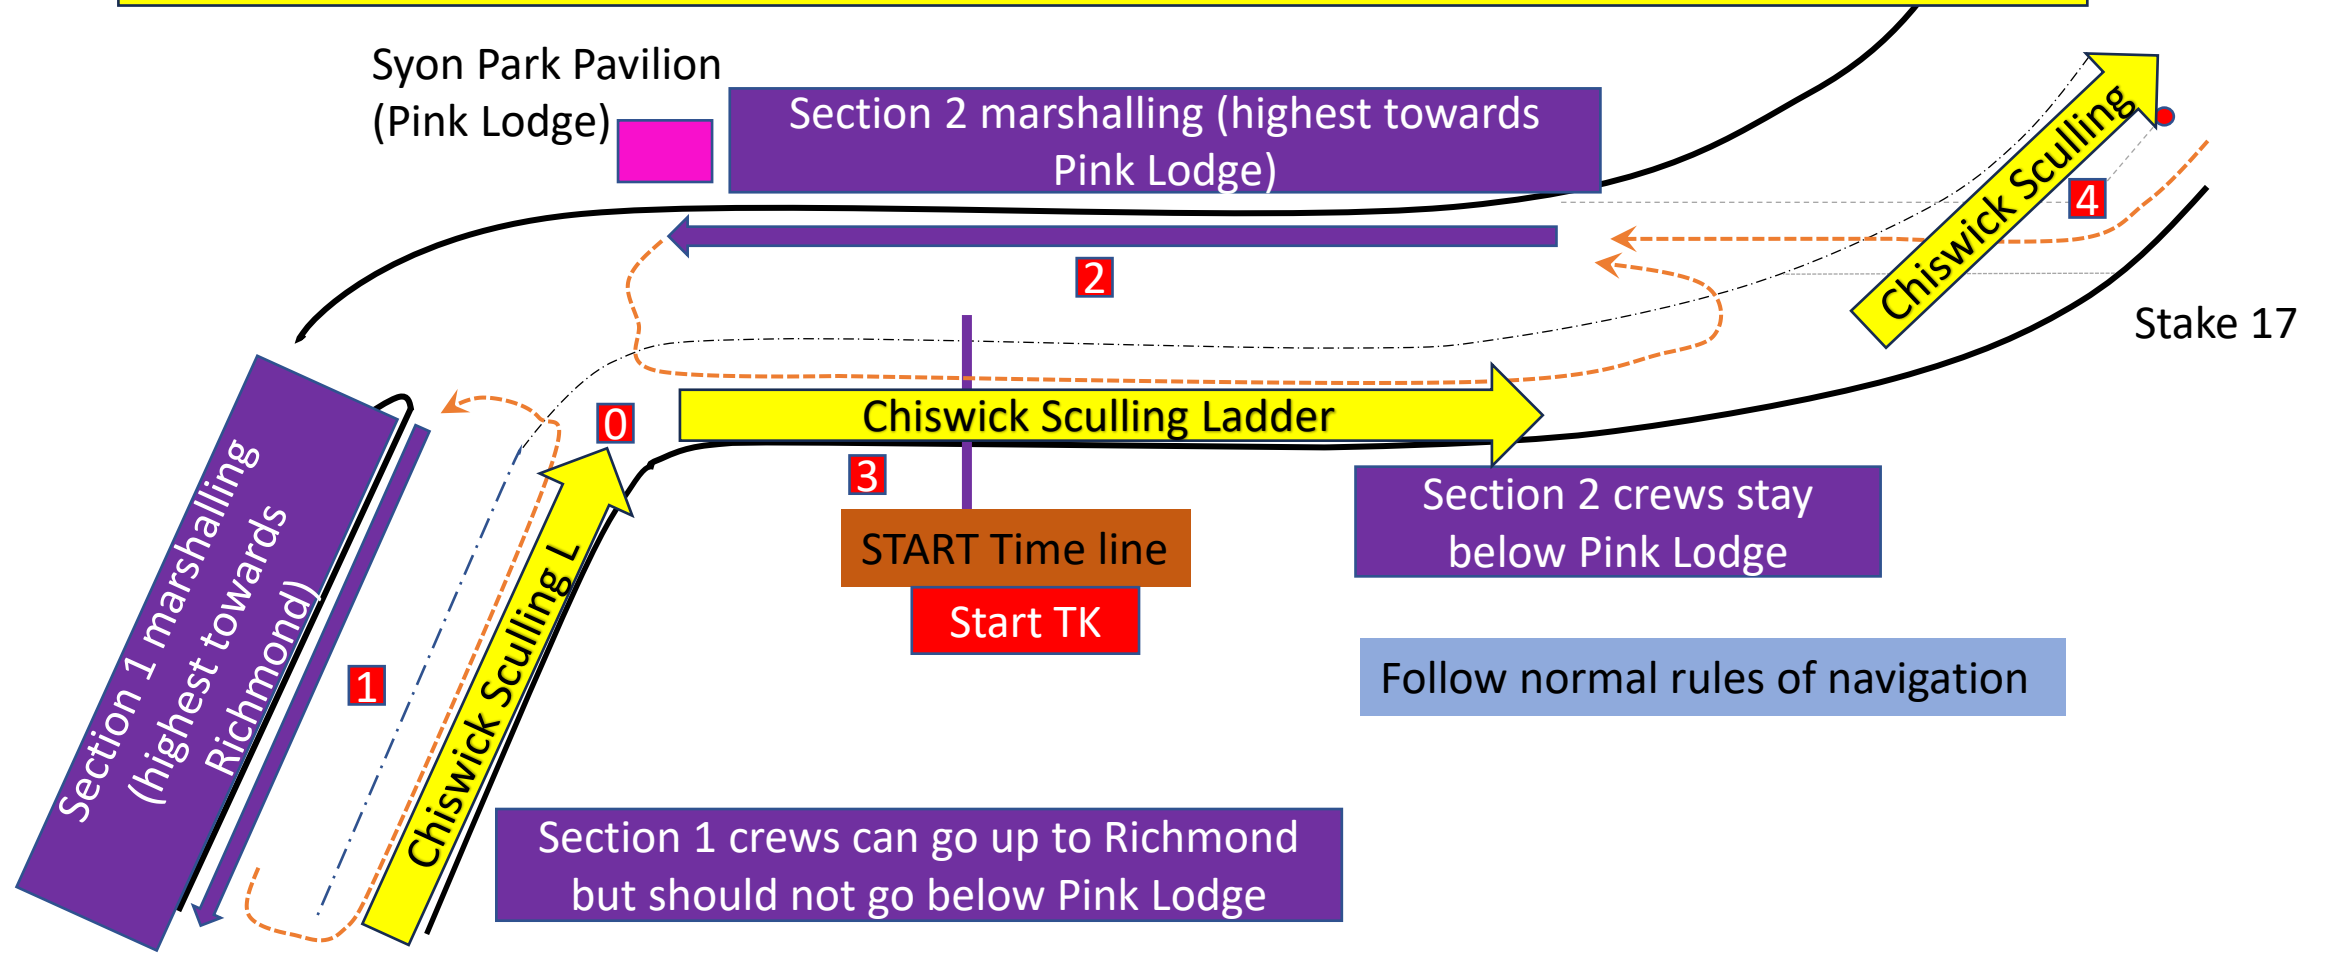 Syon Park Pavilion
(Pink Lodge)
Section 2 marshalling (highest towards
Pink Lodge)
Chiswick Sculling
4
2
Stake 17
0
Chiswick Sculling Ladder
3
Section 2 crews stay
below Pink Lodge
START Time line
Start TK
Section 1 marshalling
(highest towards
Richmond)
1
Chiswick Sculling L
Follow normal rules of navigation
Section 1 crews can go up to Richmond
but should not go below Pink Lodge